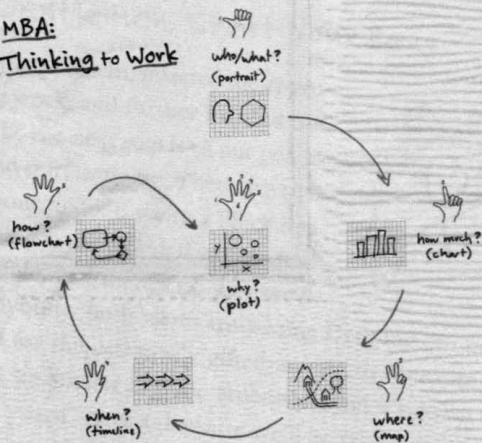 MBA:
Thinking to Work
who/what?
(portrait)
how much?
(chart)
where?
(map)
when?
(timeline)
how?
(flowchart)
why?
(plot)
y
x